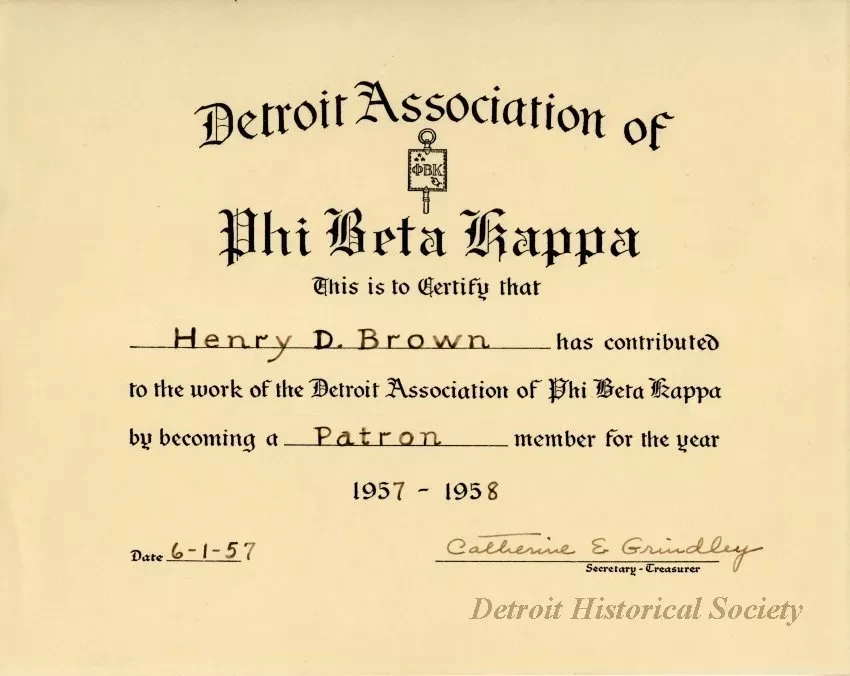 Detroit Association of
ΦΒΚ
Phi Beta Kappa
This is to Certify that
Henry D. Brown has contributed
to the work of the Detroit Association of Phi Beta Kappa
by becoming a Patron member for the year
1957 - 1958
Date 6-1-57
Catherine E Grindley
Secretary - Treasurer
Detroit Historical Society